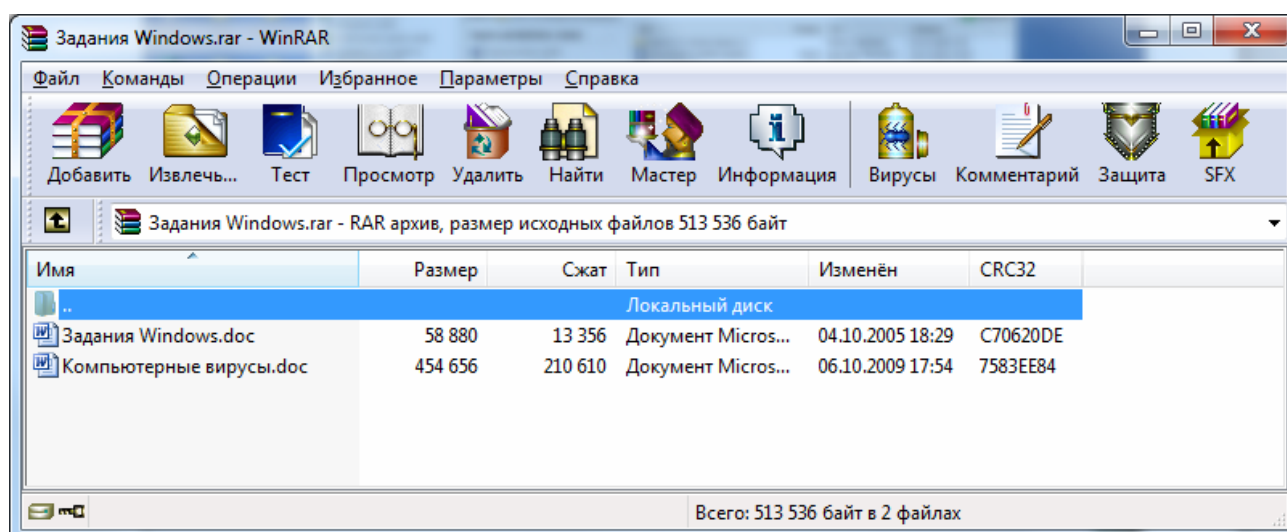 Задания Windows.rar - WinRAR
Файл Команды Операции Избранное Параметры Справка
Добавить Извлечь... Тест Просмотр Удалить Найти Мастер Информация Вирусы Комментарий Защита SFX
Задания Windows.rar - RAR архив, размер исходных файлов 513 536 байт
Имя Размер Сжат Тип Изменён CRC32
.. Локальный диск
Задания Windows.doc 58 880 13 356 Документ Micros... 04.10.2005 18:29 C70620DE
Компьютерные вирусы.doc 454 656 210 610 Документ Micros... 06.10.2009 17:54 7583EE84
Всего: 513 536 байт в 2 файлах